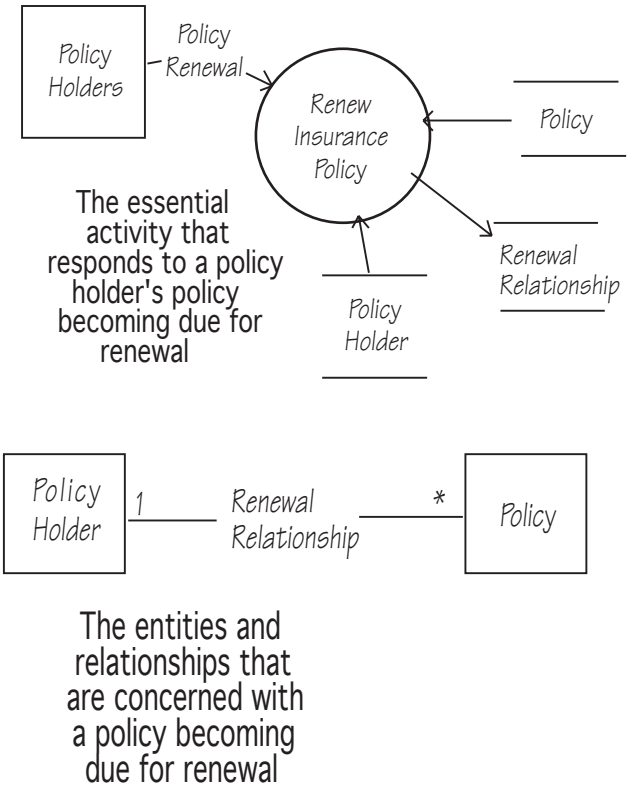 Policy
Holders
Policy
Renewal
Renew
Insurance
Policy
Policy
The essential
activity that
responds to a policy
holder's policy
becoming due for
renewal
Renewal
Relationship
Policy
Holder
Policy
Holder
1
Renewal
Relationship
*
Policy
The entities and
relationships that
are concerned with
a policy becoming
due for renewal